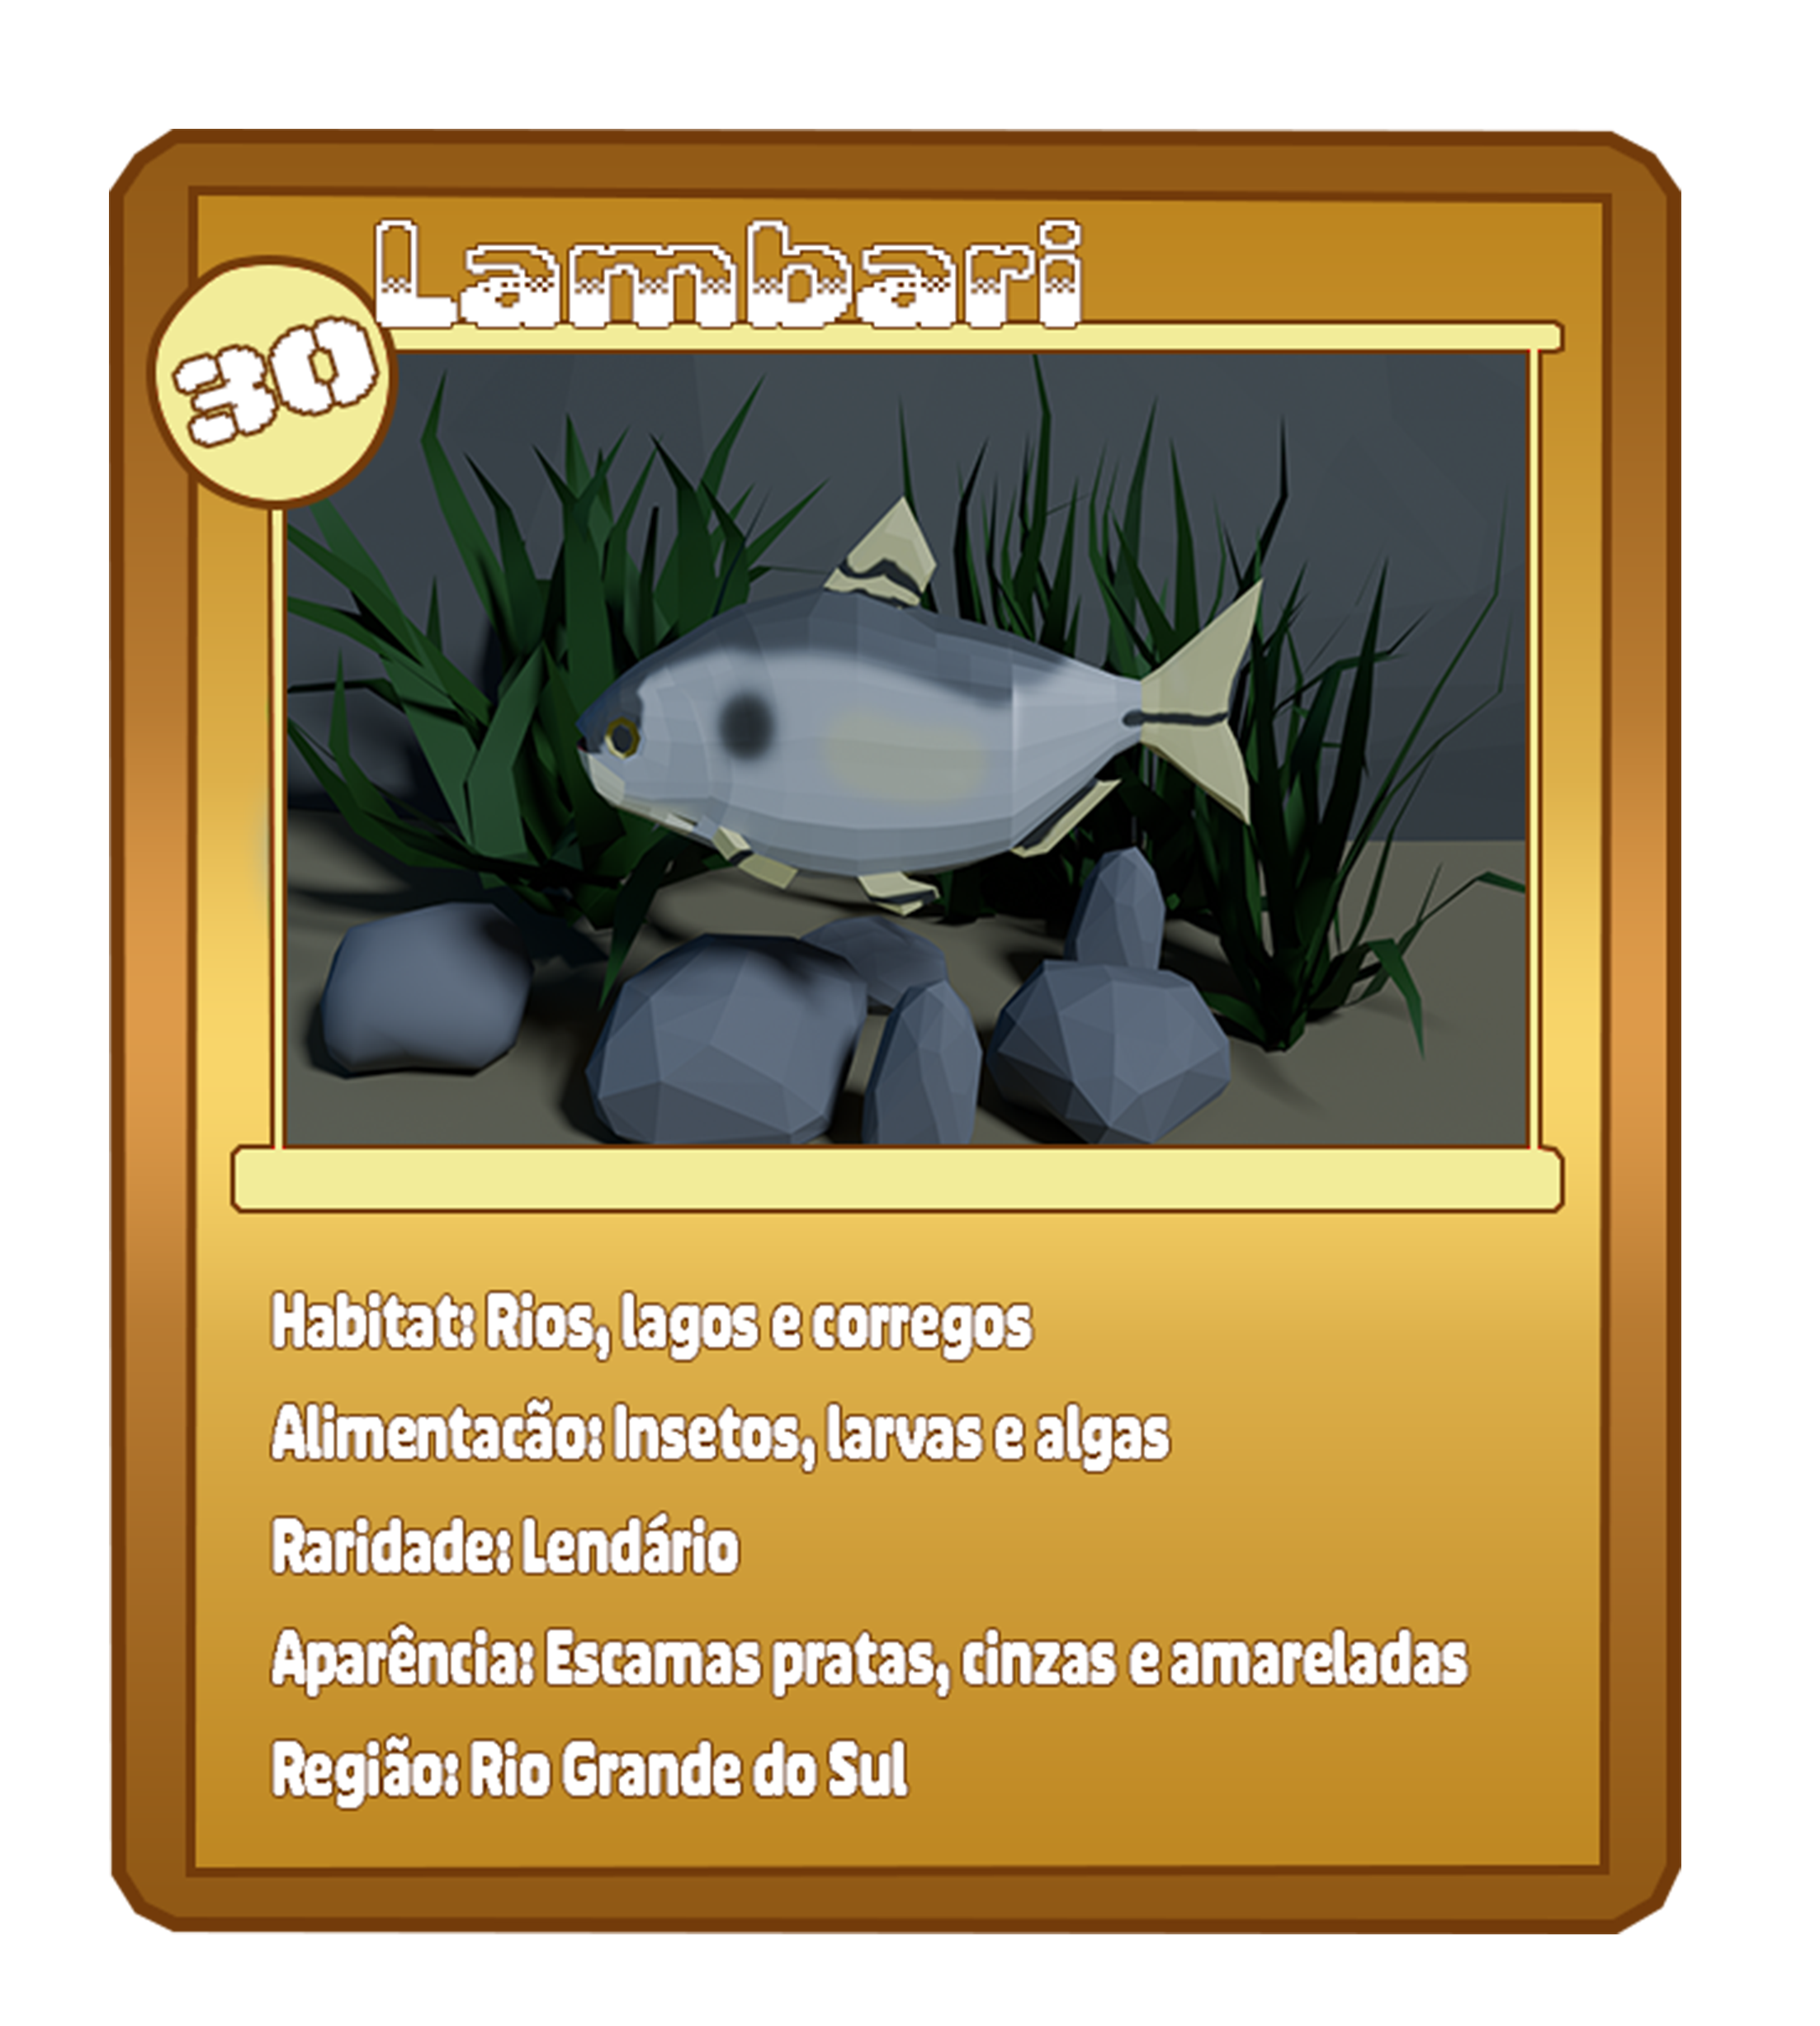 Lambari
30
Habitat: Rios, lagos e corregos
Alimentacão: Insetos, larvas e algas
Raridade: Lendário
Aparência: Escamas pratas, cinzas e amareladas
Região: Rio Grande do Sul